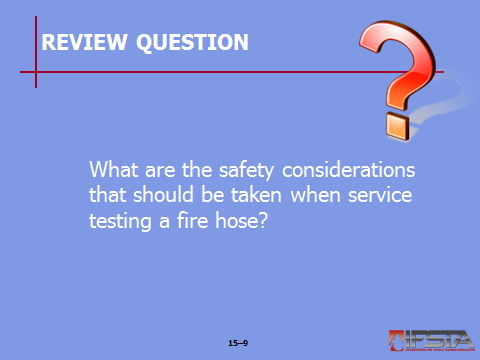 REVIEW QUESTION
What are the safety considerations
that should be taken when service
testing a fire hose?
15–9
IFSTA